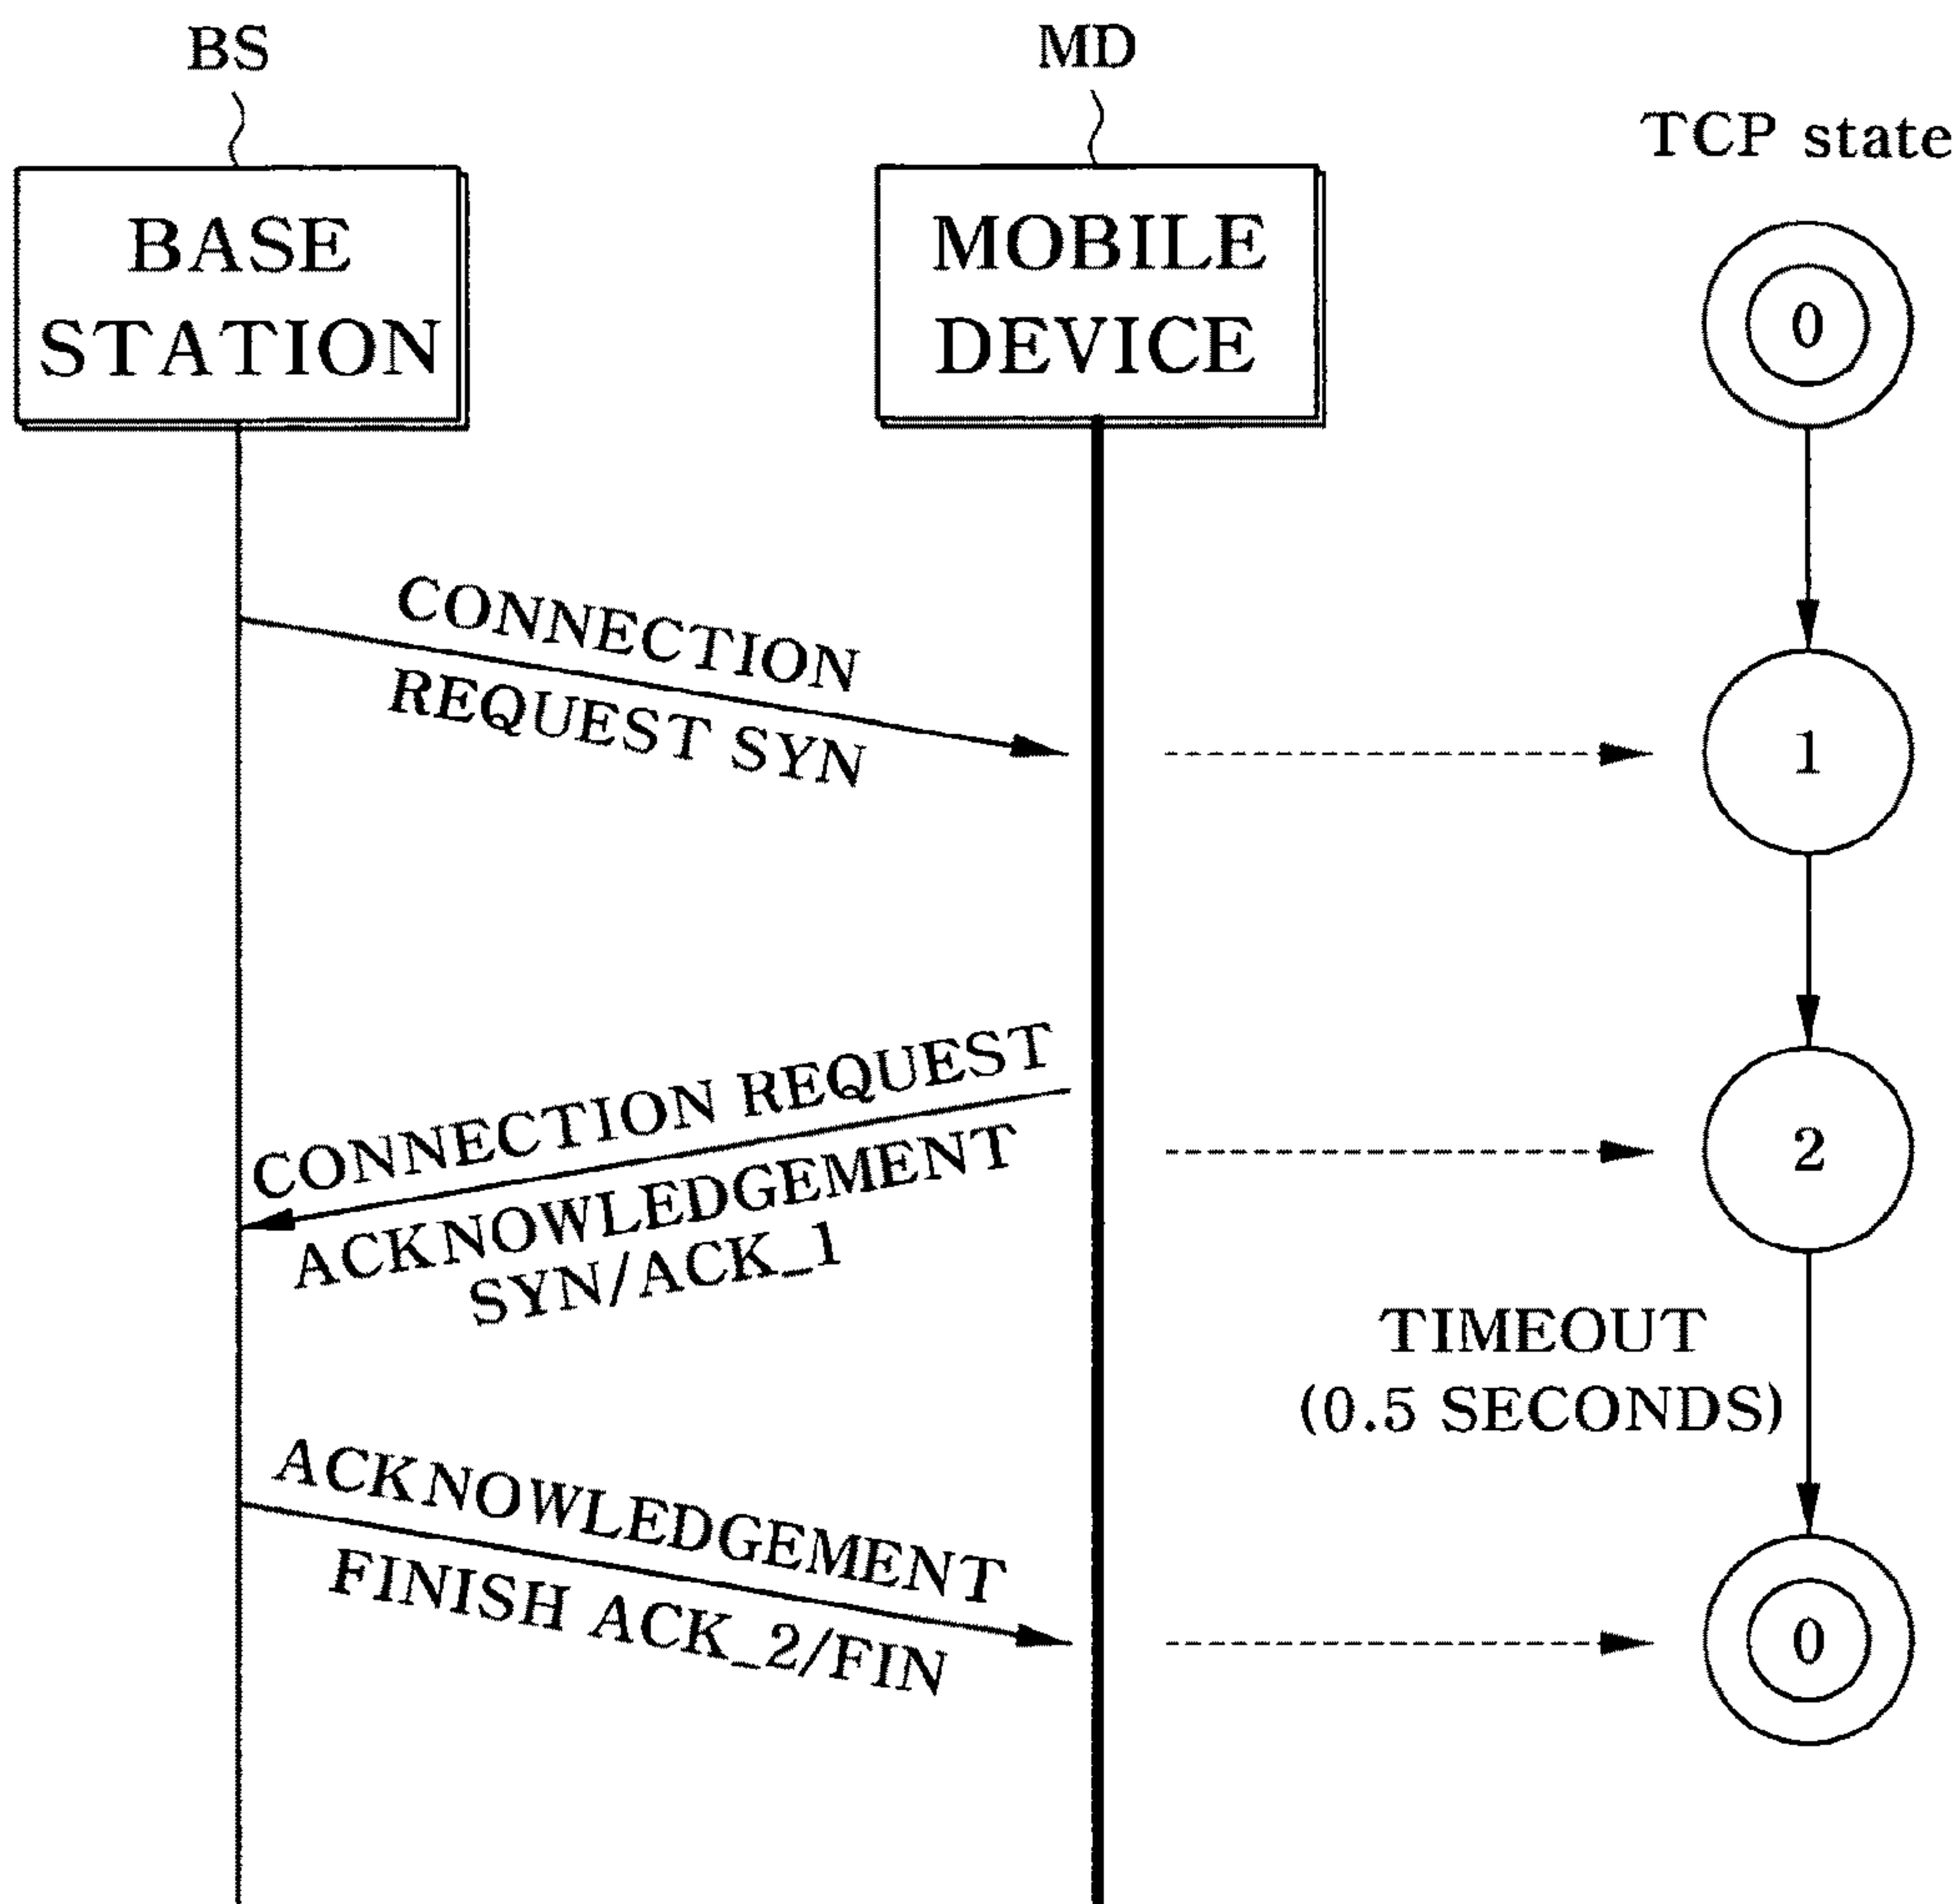 BS
MD
TCP state
BASE
STATION
MOBILE
DEVICE
0
CONNECTION
REQUEST SYN
1
CONNECTION REQUEST
ACKNOWLEDGEMENT
SYN/ACK_1
2
TIMEOUT
(0.5 SECONDS)
ACKNOWLEDGEMENT
FINISH ACK_2/FIN
0